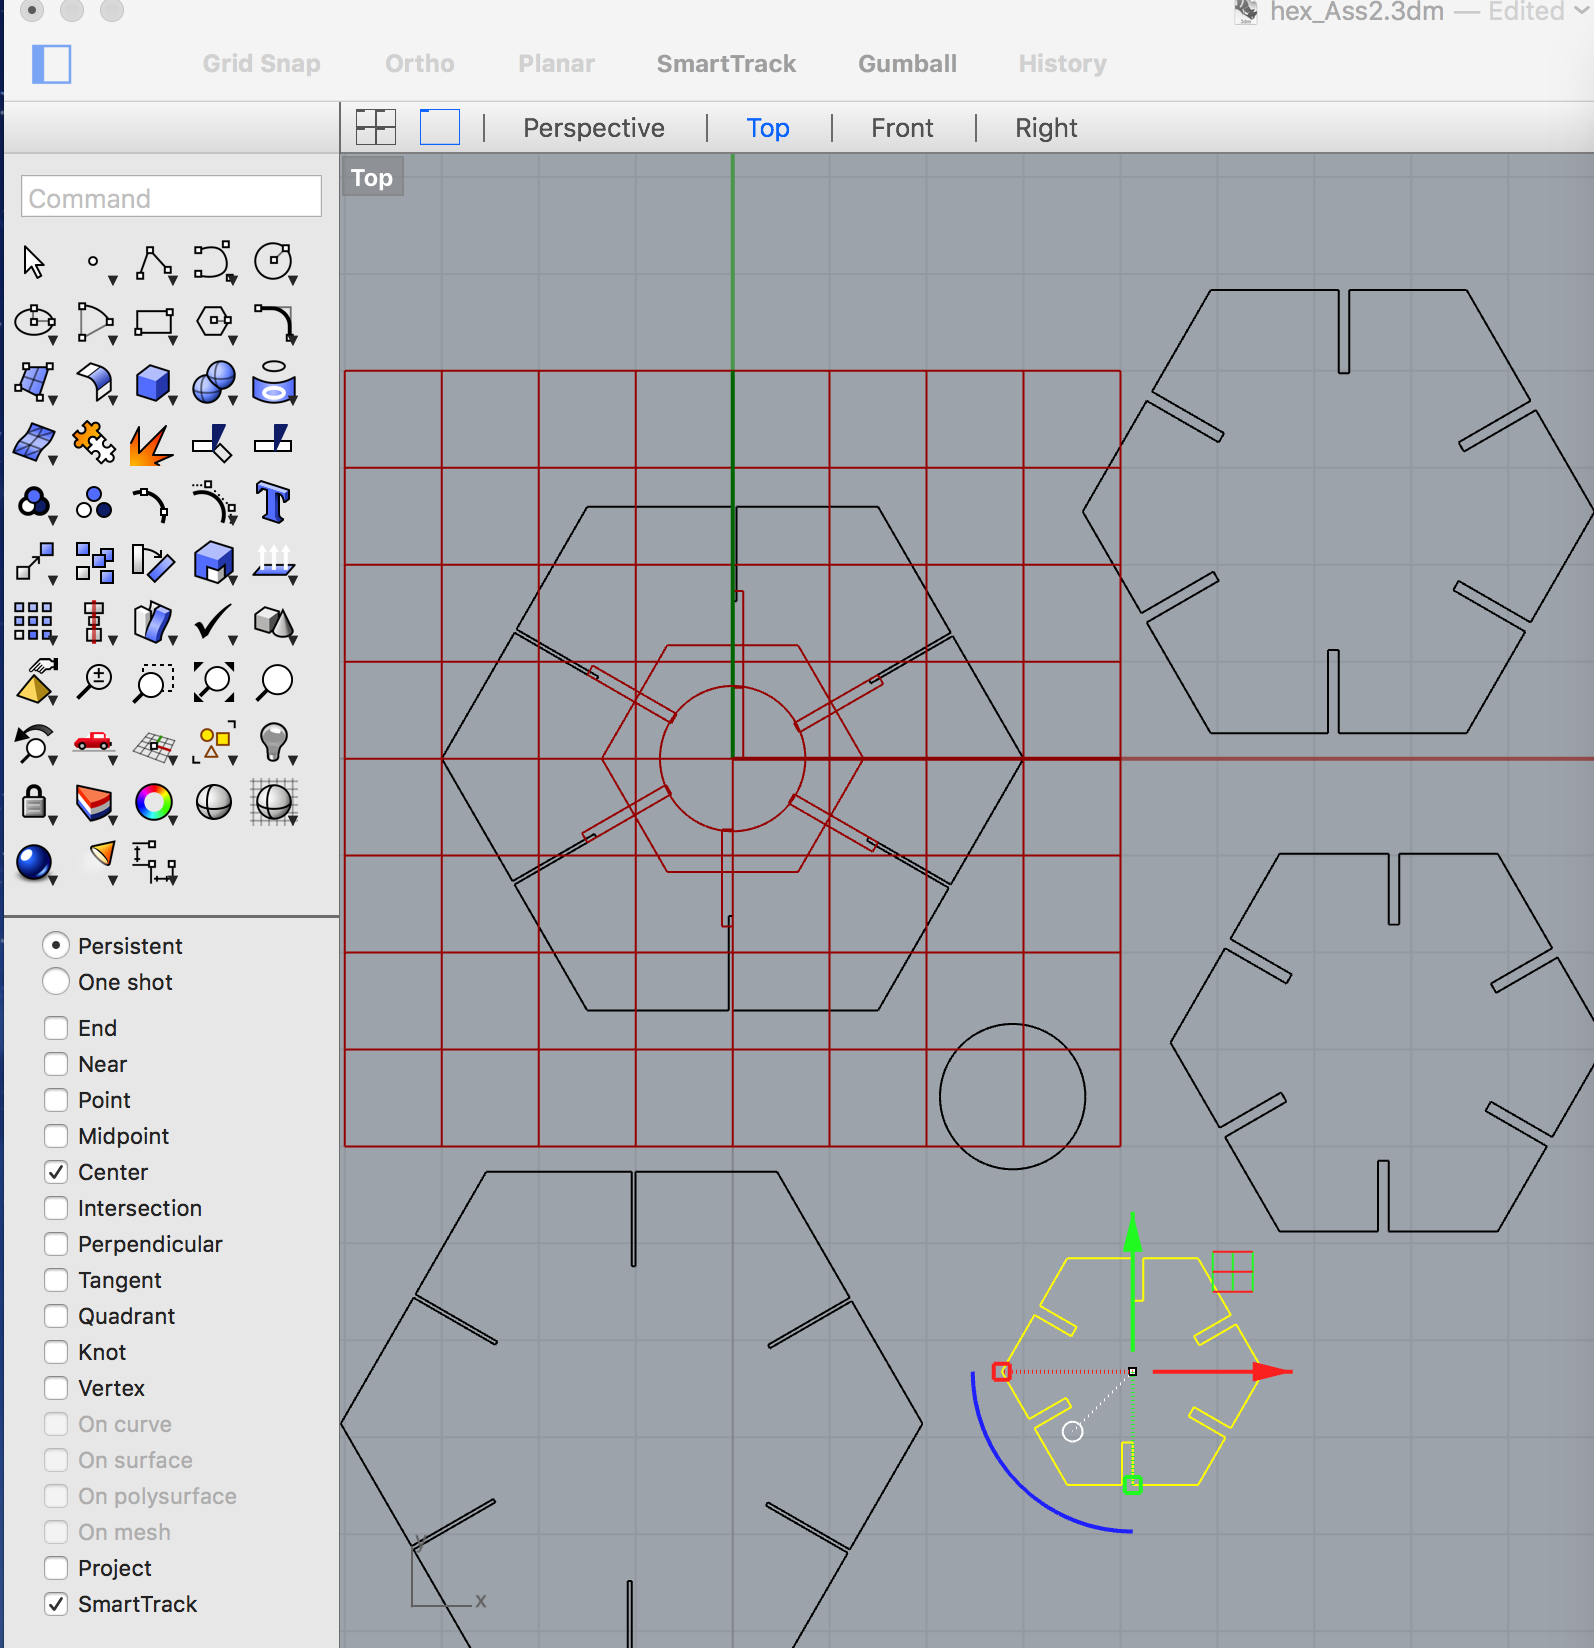 hex_Ass2.3dm — Edited
Grid Snap Ortho Planar SmartTrack Gumball History
Perspective Top Front Right
Top
Command
Persistent
One shot
End
Near
Point
Midpoint
Center
Intersection
Perpendicular
Tangent
Quadrant
Knot
Vertex
On curve
On surface
On polysurface
On mesh
Project
SmartTrack
y
x